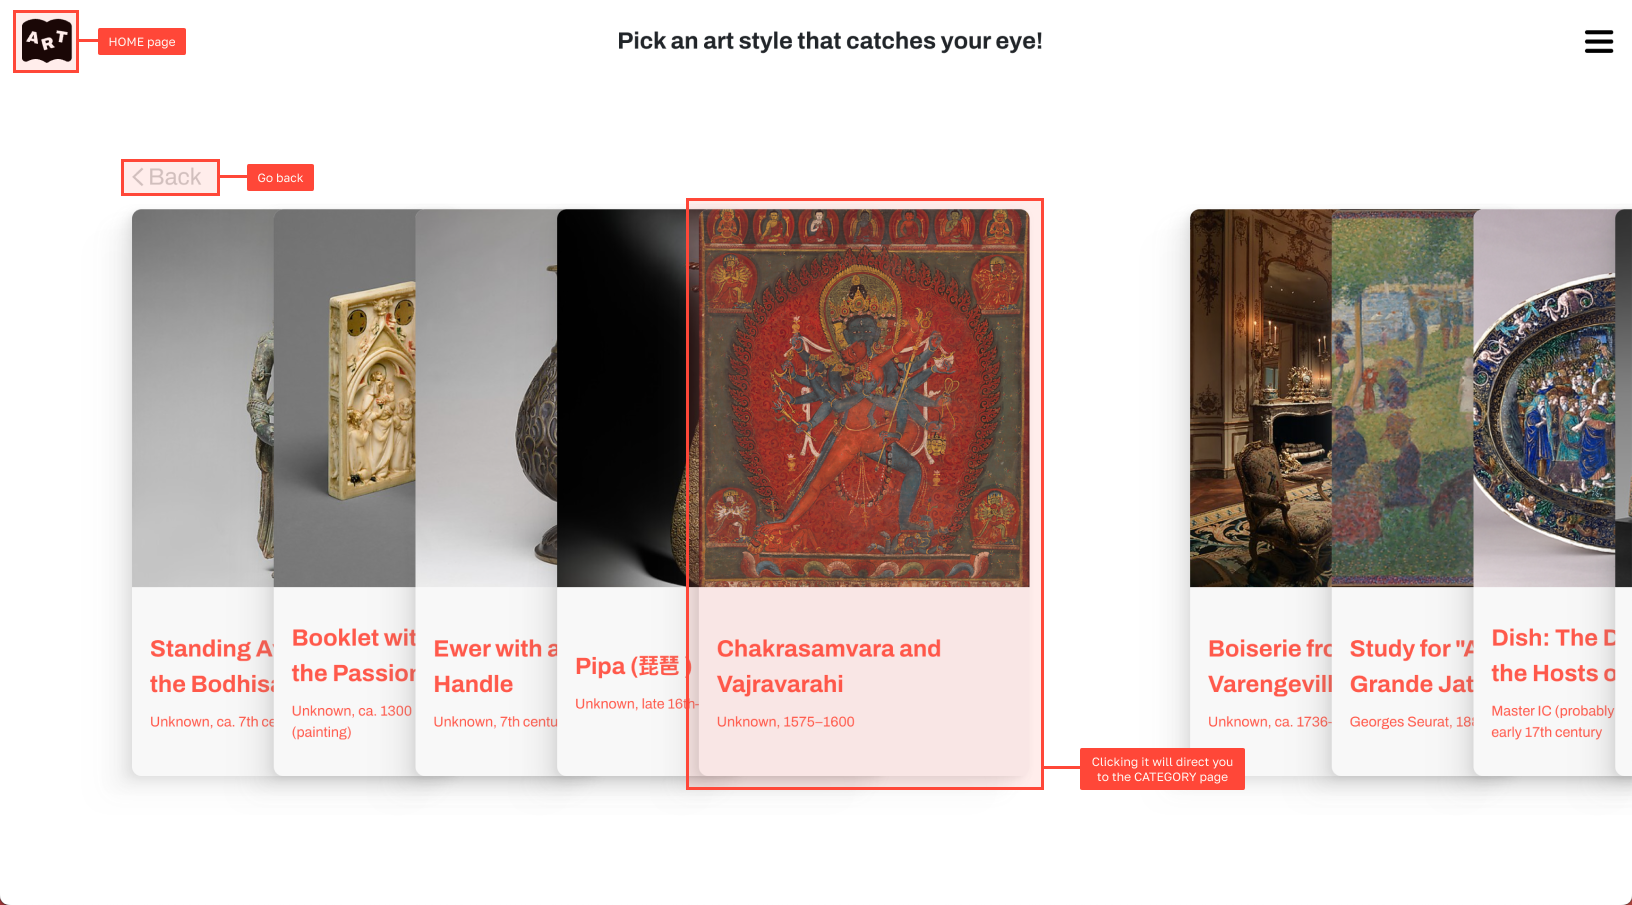 ART
HOME page
Pick an art style that catches your eye!
Back
Go back
Standing A
the Bodhis
Unknown, ca. 7th ce
Booklet wit
the Passion
Unknown, ca. 1300
(painting)
Ewer with a
Handle
Unknown, 7th centu
Pipa (琵琶 )
Unknown, late 16th-
Chakrasamvara and
Vajravarahi
Unknown, 1575–1600
Clicking it will direct you
to the CATEGORY page
Boiserie fro
Varengevill
Unknown, ca. 1736-
Study for "A
Grande Jat
Georges Seurat, 188
Dish: The D
the Hosts o
Master IC (probably
early 17th century